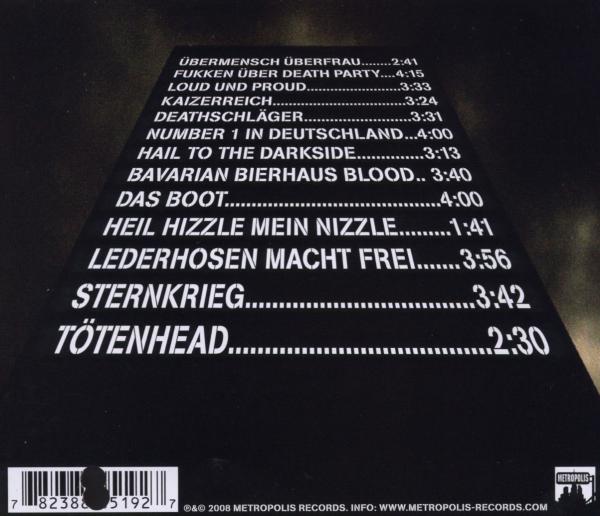 ÜBERMENSCH ÜBERFRAU........2:41
FUKKEN ÜBER DEATH PARTY....4:15
LOUD UND PROUD..................3:33
KAIZERREICH.........................3:24
DEATHSCHLÄGER.....................3:31
NUMBER 1 IN DEUTSCHLAND...4:00
HAIL TO THE DARKSIDE.............3:13
BAVARIAN BIERHAUS BLOOD.. 3:40
DAS BOOT.................................4:00
HEIL HIZZLE MEIN NIZZLE.........1:41
LEDERHOSEN MACHT FREI.......3:56
STERNKRIEG.................................3:42
TÖTENHEAD....................................2:30
METROPOLIS
7 82388 5192 7
℗&© 2008 METROPOLIS RECORDS. INFO: WWW.METROPOLIS-RECORDS.COM